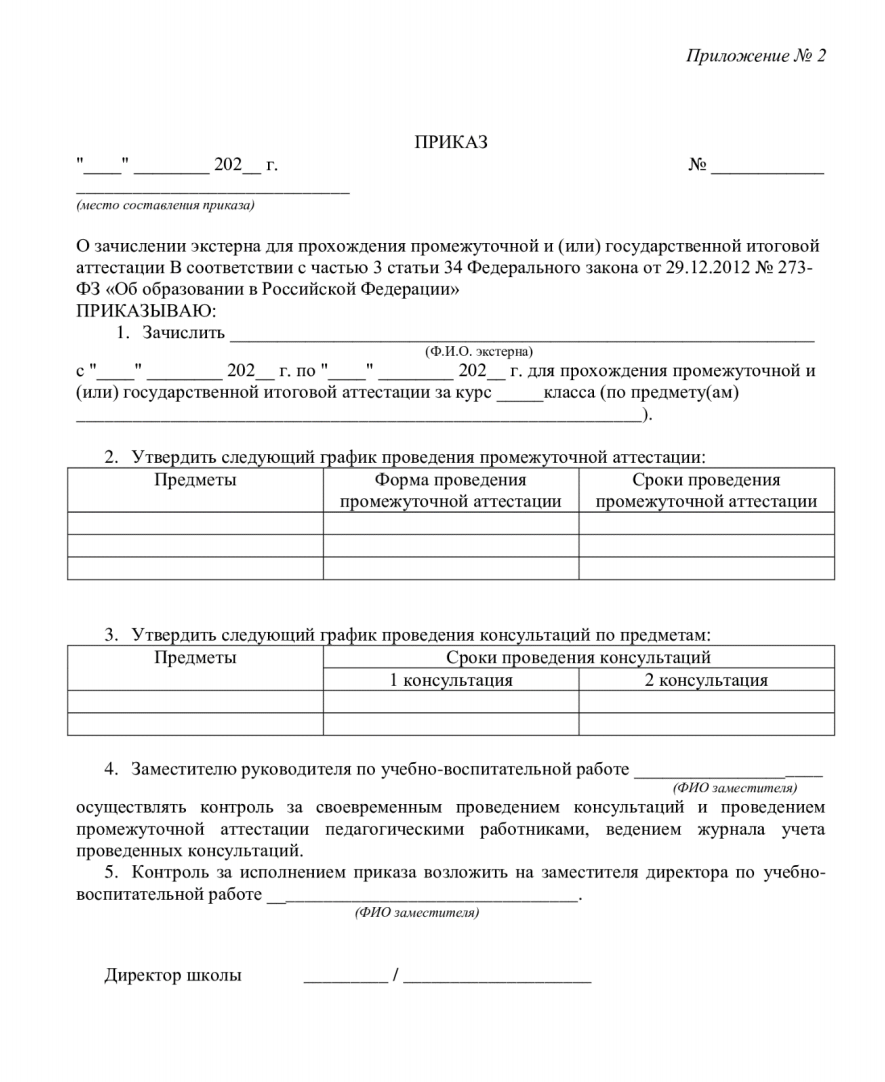 Приложение № 2
ПРИКАЗ
"____" ________ 202__ г. № ____________
_____________________________
(место составления приказа)
О зачислении экстерна для прохождения промежуточной и (или) государственной итоговой
аттестации В соответствии с частью 3 статьи 34 Федерального закона от 29.12.2012 № 273-
ФЗ «Об образовании в Российской Федерации»
ПРИКАЗЫВАЮ:
1. Зачислить ______________________________________________________________
(Ф.И.О. экстерна)
с "____" ________ 202__ г. по "____" ________ 202__ г. для прохождения промежуточной и
(или) государственной итоговой аттестации за курс _____класса (по предмету(ам)
____________________________________________________________).
2. Утвердить следующий график проведения промежуточной аттестации:
Предметы Форма проведения Сроки проведения
промежуточной аттестации промежуточной аттестации
3. Утвердить следующий график проведения консультаций по предметам:
Предметы Сроки проведения консультаций
1 консультация 2 консультация
4. Заместителю руководителя по учебно-воспитательной работе ____________________
(ФИО заместителя)
осуществлять контроль за своевременным проведением консультаций и проведением
промежуточной аттестации педагогическими работниками, ведением журнала учета
проведенных консультаций.
5. Контроль за исполнением приказа возложить на заместителя директора по учебно-
воспитательной работе _________________________________.
(ФИО заместителя)
Директор школы _________ / ____________________